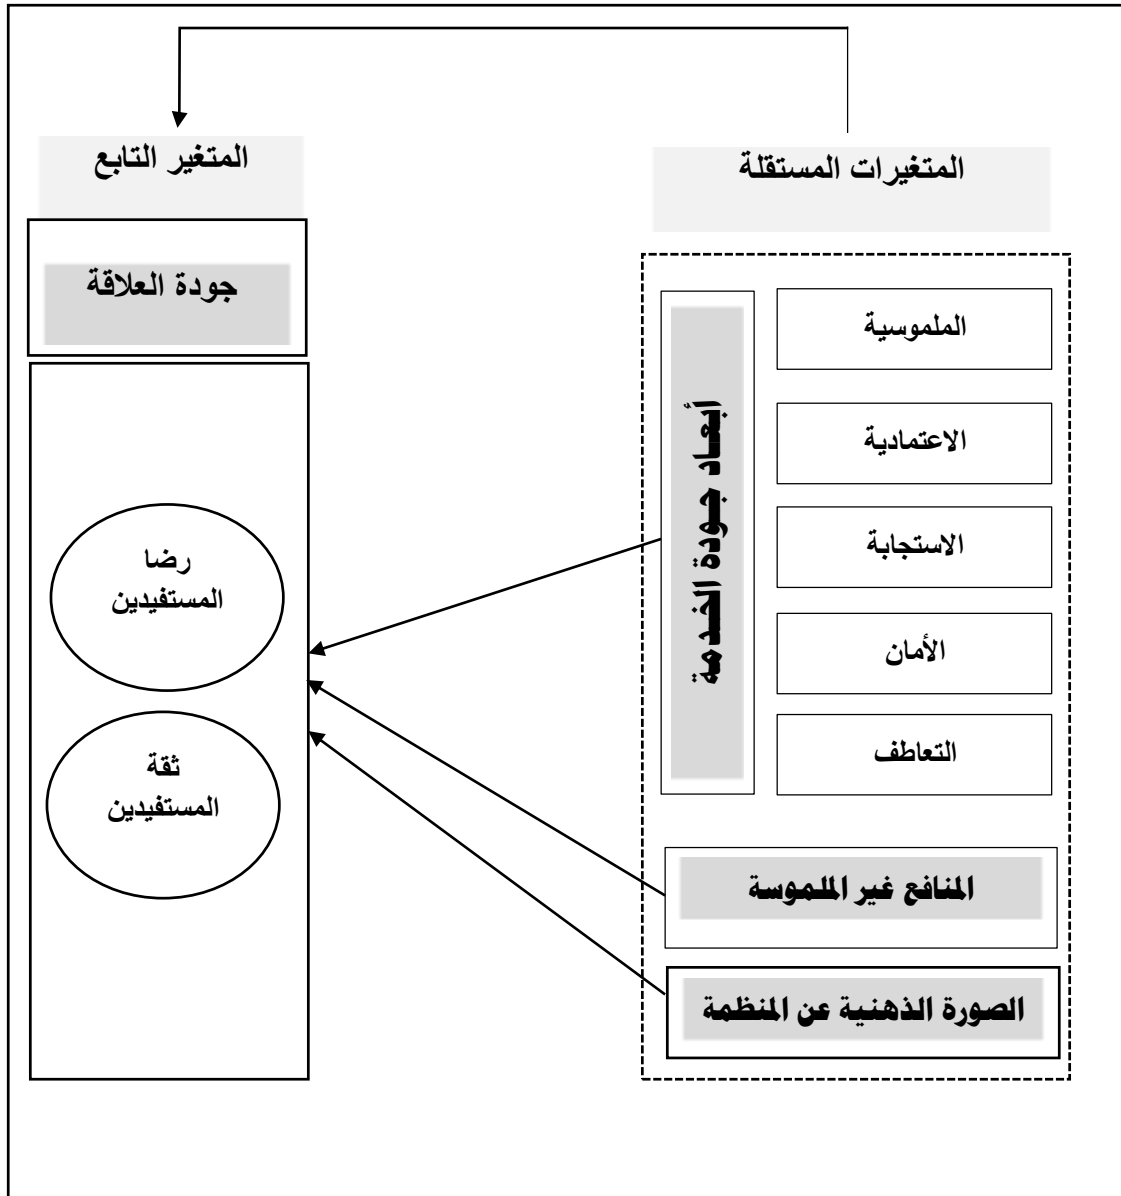 المتغيرات المستقلة
المتغير التابع
جودة العلاقة
أبعاد جودة الخدمة
الملموسية
الاعتمادية
الاستجابة
الأمان
التعاطف
المنافع غير الملموسة
الصورة الذهنية عن المنظمة
رضا
المستفيدين
ثقة
المستفيدين